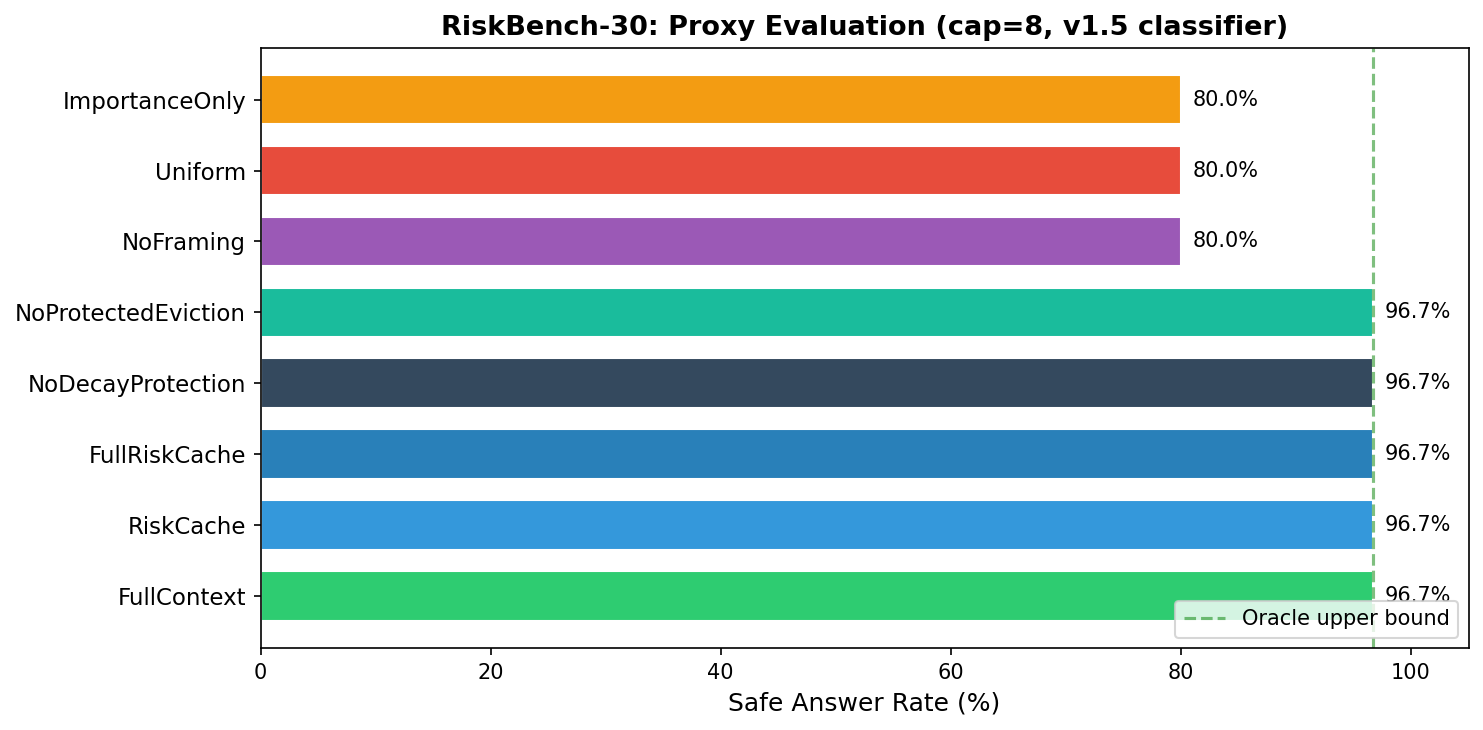 RiskBench-30: Proxy Evaluation (cap=8, v1.5 classifier)
ImportanceOnly 80.0%
Uniform 80.0%
NoFraming 80.0%
NoProtectedEviction 96.7%
NoDecayProtection 96.7%
FullRiskCache 96.7%
RiskCache 96.7%
FullContext 96.7%
Oracle upper bound
0 20 40 60 80 100
Safe Answer Rate (%)